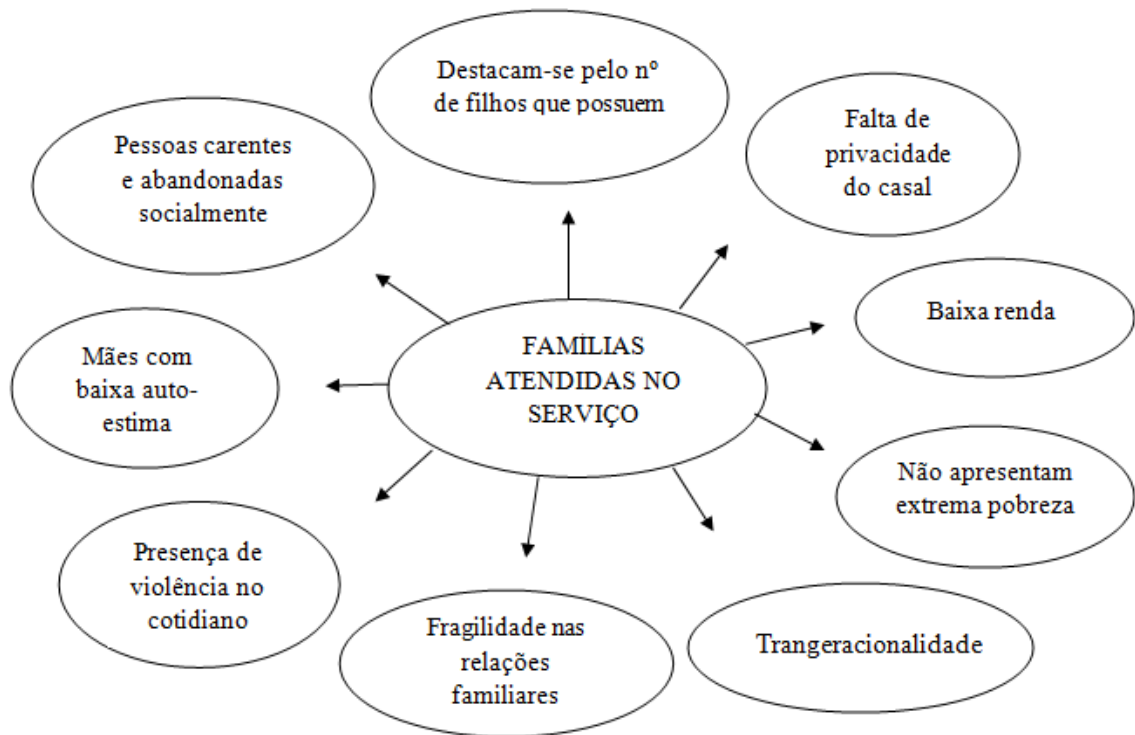 Destacam-se pelo nº
de filhos que possuem
Falta de
privacidade
do casal
Pessoas carentes
e abandonadas
socialmente
Baixa renda
FAMÍLIAS
ATENDIDAS NO
SERVIÇO
Mães com
baixa auto-
estima
Não apresentam
extrema pobreza
Presença de
violência no
cotidiano
Fragilidade nas
relações
familiares
Trangeracionalidade